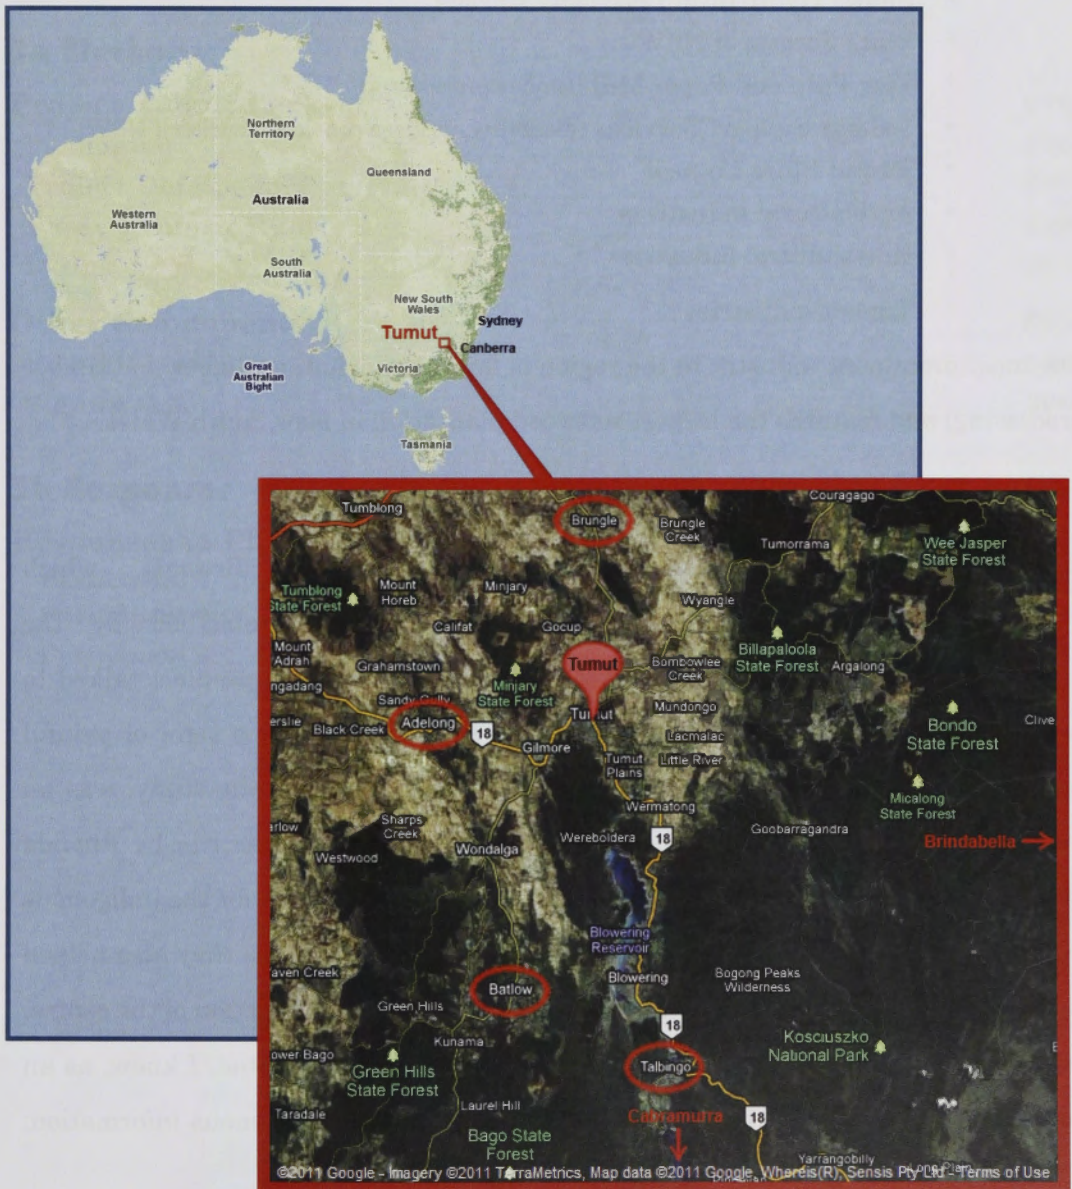 Northern
Territory
Queensland
Australia
Western
Australia
South
Australia
New South
Wales
Sydney
Tumut
Canberra
Great
Australian
Bight
Victoria
Tasmania
Couragago
Tumblong
Brungle
Brungle
Creek
Tumorrama
Wee Jasper
State Forest
Tumblong
State Forest
Mount
Horeb
Minjary
Wyangle
Califat
Gocup
Mount
Adrah
Grahamstown
Tumut
Bombowlee
Creek
Billapaloola
State Forest
Argalong
ngadang
Sandy Gully
Minjary
State Forest
Mundongo
erslie
Black Creek
Adelong
18
Tumut
Lacmalac
Bondo
State Forest
Clive
Gilmore
Tumut
Plains
Little River
Micalong
State Forest
Wermatong
arlow
Sharps
Creek
Wereboldera
18
Goobarragandra
Brindabella
Westwood
Wondalga
Blowering
Reservoir
aven Creek
Batlow
Blowering
Bogong Peaks
Wilderness
Green Hills
18
Kosciuszko
National Park
Kunama
ower Bago
Green Hills
State Forest
Talbingo
Taradale
Laurel Hill
Cabramurra
18
Bago State
Forest
Yarrangobilly
©2011 Google - Imagery ©2011 TerraMetrics, Map data ©2011 Google, Whereis(R), Sensis Pty Ltd - Terms of Use